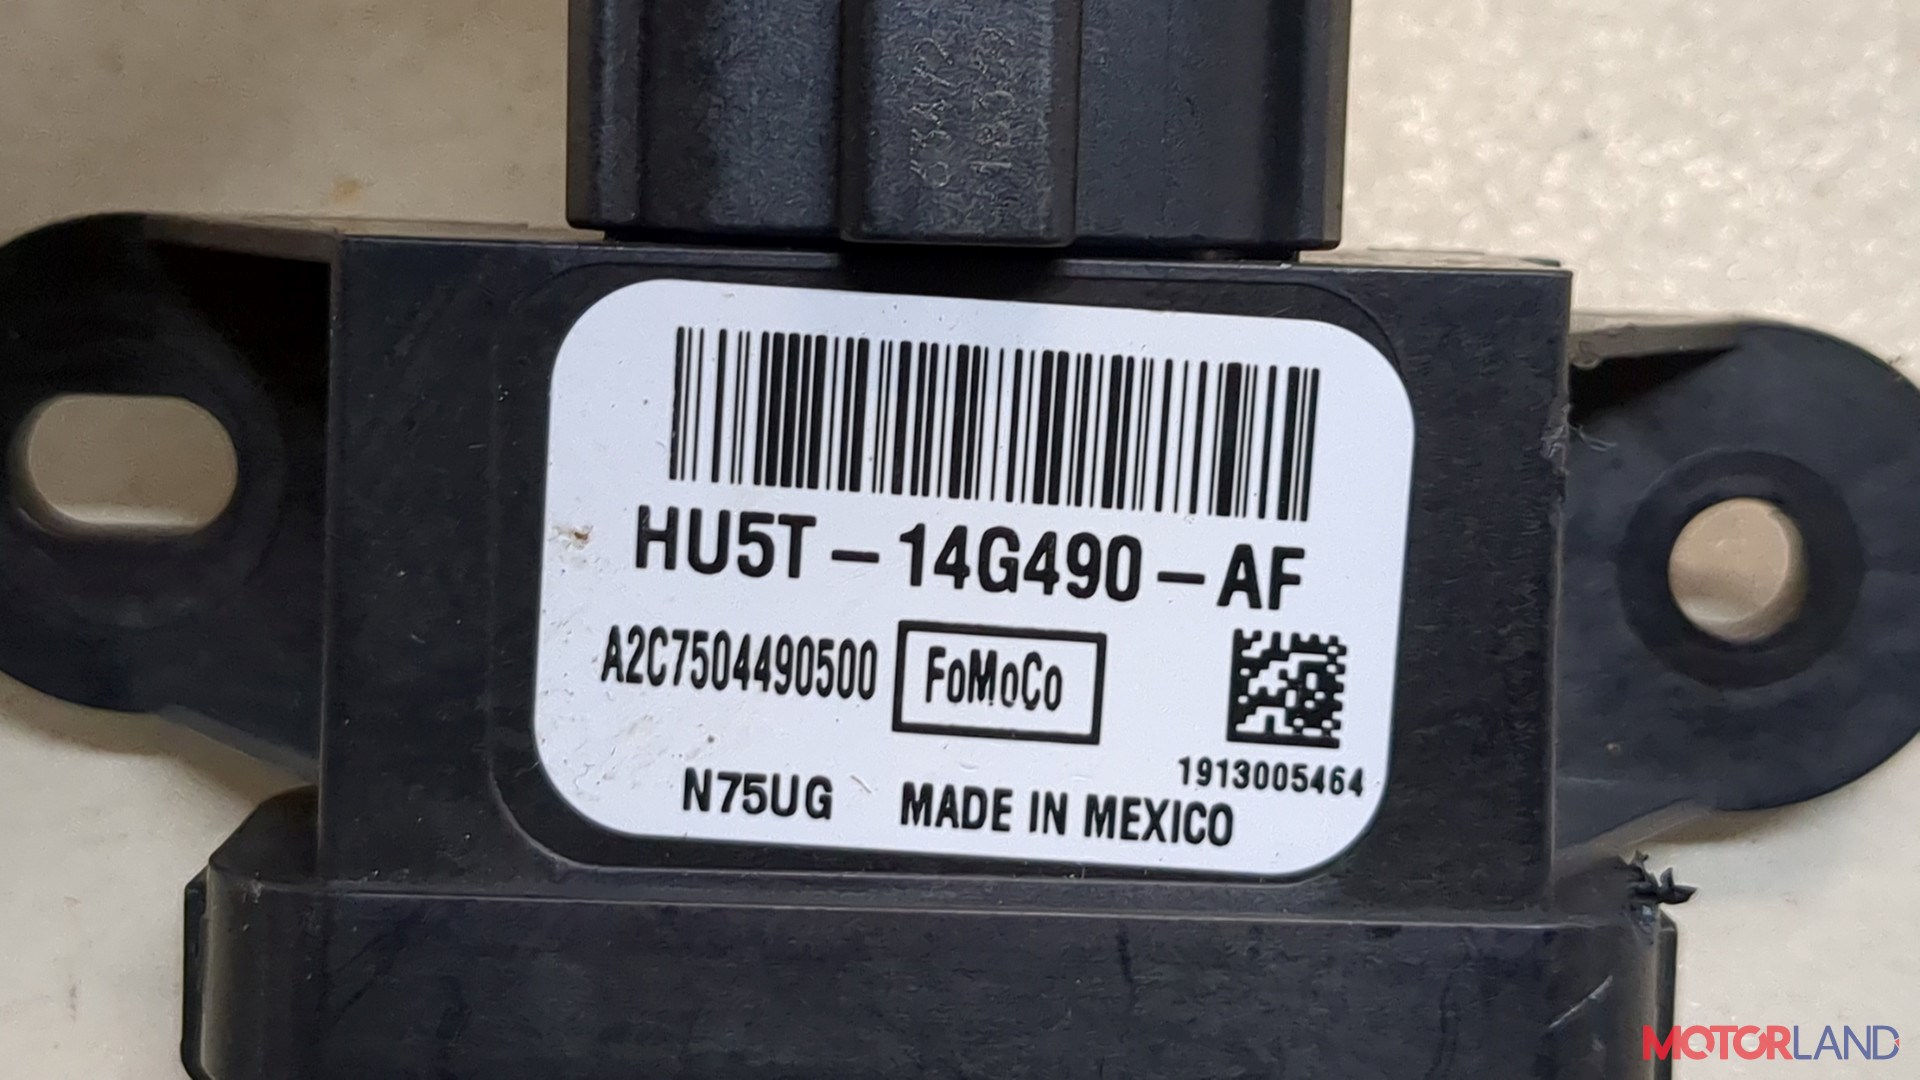 HU5T-14G490-AF
A2C7504490500 FoMoCo
1913005464
N75UG MADE IN MEXICO
MOTORLAND